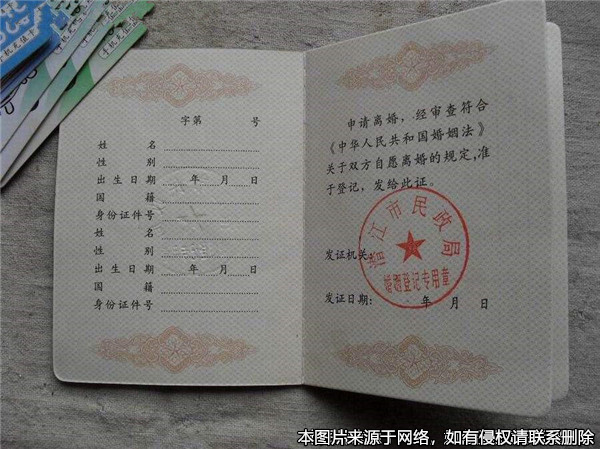 手机充值卡
字第 号
姓 名
性 别
出生日期 年 月 日
国 籍
身份证件号
姓 名
性 别
出生日期 年 月 日
国 籍
身份证件号
申请离婚，经审查符合
《中华人民共和国婚姻法》
关于双方自愿离婚的规定,准
于登记，发给此证。
江市民政局
发证机关:
婚姻登记专用章
发证日期: 年 月 日
本图片来源于网络，如有侵权请联系删除